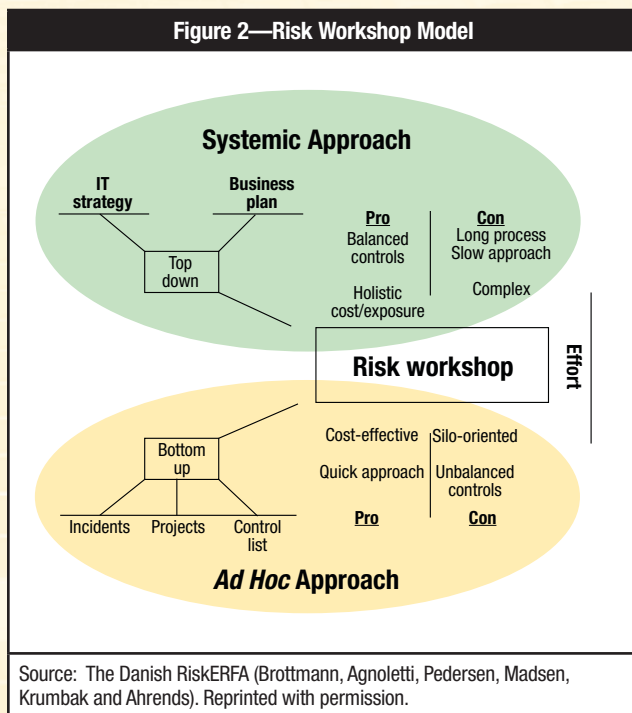 Figure 2—Risk Workshop Model
Systemic Approach
IT
strategy
Business
plan
Top
down
Pro
Balanced
controls
Holistic
cost/exposure
Con
Long process
Slow approach
Complex
Risk workshop
Effort
Bottom
up
Incidents
Projects
Control
list
Cost-effective
Quick approach
Pro
Silo-oriented
Unbalanced
controls
Con
Ad Hoc Approach
Source: The Danish RiskERFA (Brottmann, Agnoletti, Pedersen, Madsen,
Krumbak and Ahrends). Reprinted with permission.